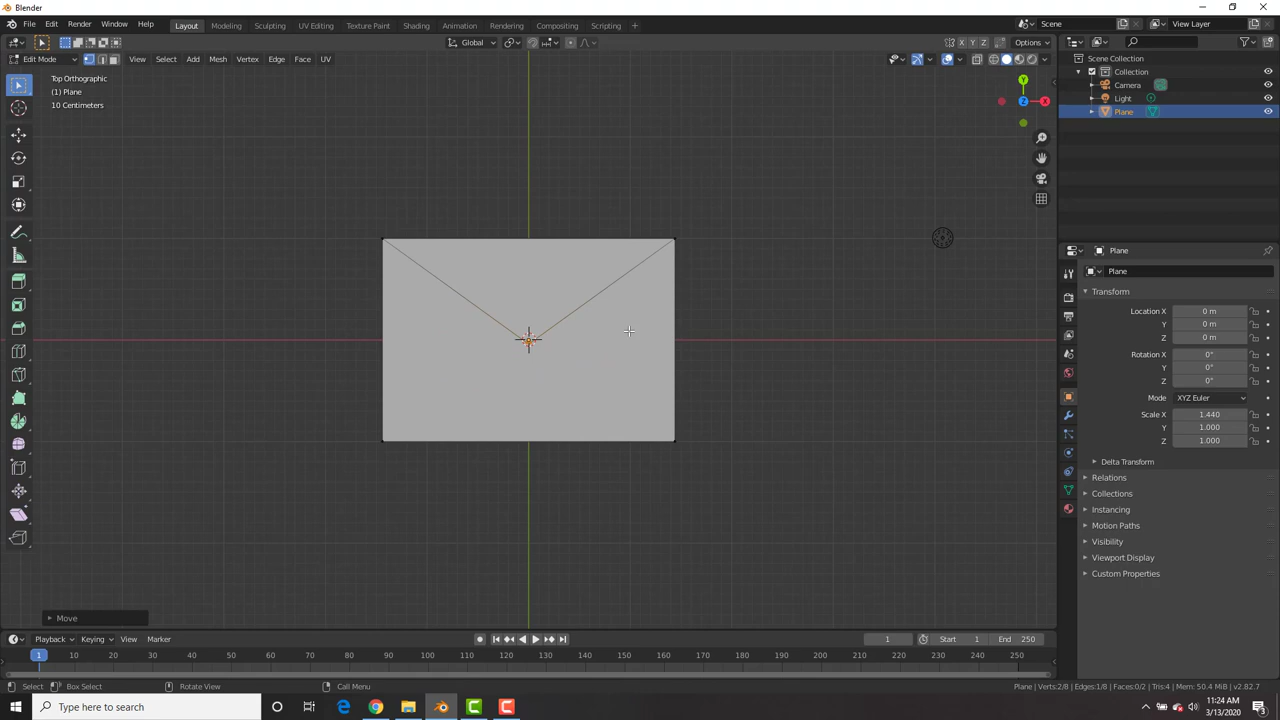 Blender
File Edit Render Window Help Layout Modeling Sculpting UV Editing Texture Paint Shading Animation Rendering Compositing Scripting + Scene View Layer
Global X Y Z Options
Edit Mode View Select Add Mesh Vertex Edge Face UV
Top Orthographic
(1) Plane
10 Centimeters
Y
Z X
Scene Collection
Collection
Camera
Light
Plane
Plane
Plane
Transform
Location X 0 m
Y 0 m
Z 0 m
Rotation X 0°
Y 0°
Z 0°
Mode XYZ Euler
Scale X 1.440
Y 1.000
Z 1.000
Delta Transform
Relations
Collections
Instancing
Motion Paths
Visibility
Viewport Display
Custom Properties
Move
Playback Keying View Marker 1 Start 1 End 250
1 10 20 30 40 50 60 70 80 90 100 110 120 130 140 150 160 170 180 190 200 210 220 230 240 250
Select Box Select Rotate View Call Menu Plane | Verts:2/8 | Edges:1/8 | Faces:0/2 | Tris:4 | Mem: 50.4 MiB | v2.82.7
Type here to search
11:24 AM
3/13/2020
3